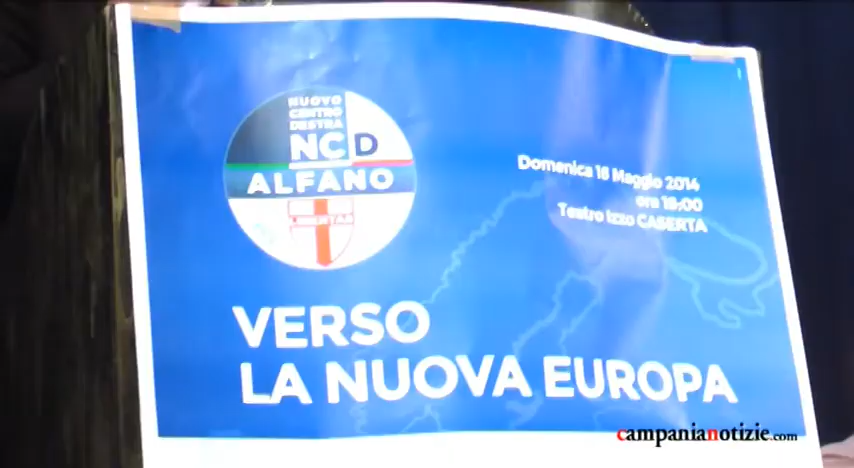 NUOVO
CENTRO
DESTRA
NCD
ALFANO
LIBERTAS
Domenica 18 Maggio 2014
ore 18:00
Teatro Izzo CASERTA
VERSO
LA NUOVA EUROPA
campanianotizie.com